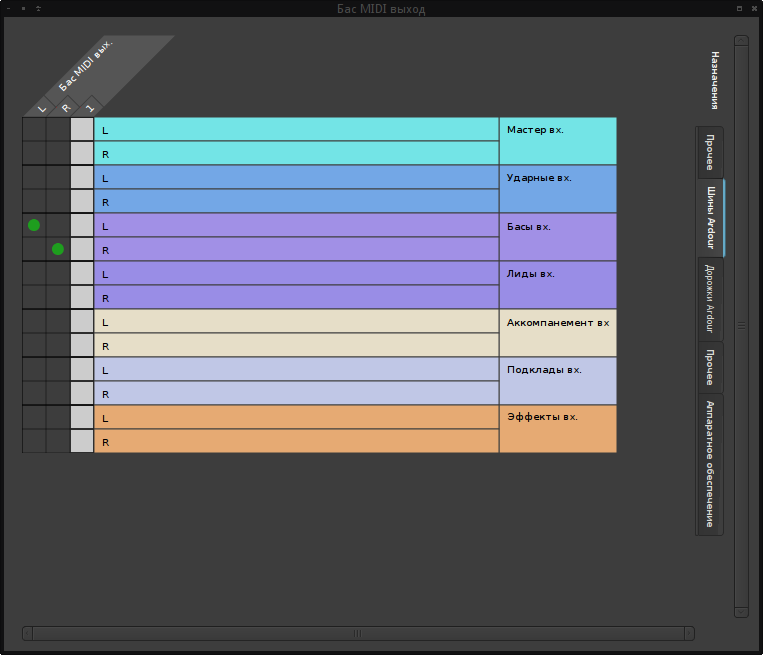 Бас MIDI выход
Бас MIDI вых.
L
R
1
L
Мастер вх.
R
L
Ударные вх.
R
L
Басы вх.
R
L
Лиды вх.
R
L
Аккомпанемент вх
R
L
Подклады вх.
R
L
Эффекты вх.
R
Назначения
Прочее
Шины Ardour
Дорожки Ardour
Прочее
Аппаратное обеспечение